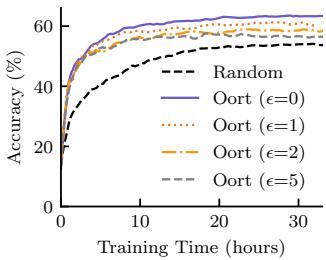 60
40
20
0
Accuracy (%)
Random
Oort (ϵ=0)
Oort (ϵ=1)
Oort (ϵ=2)
Oort (ϵ=5)
0 10 20 30
Training Time (hours)